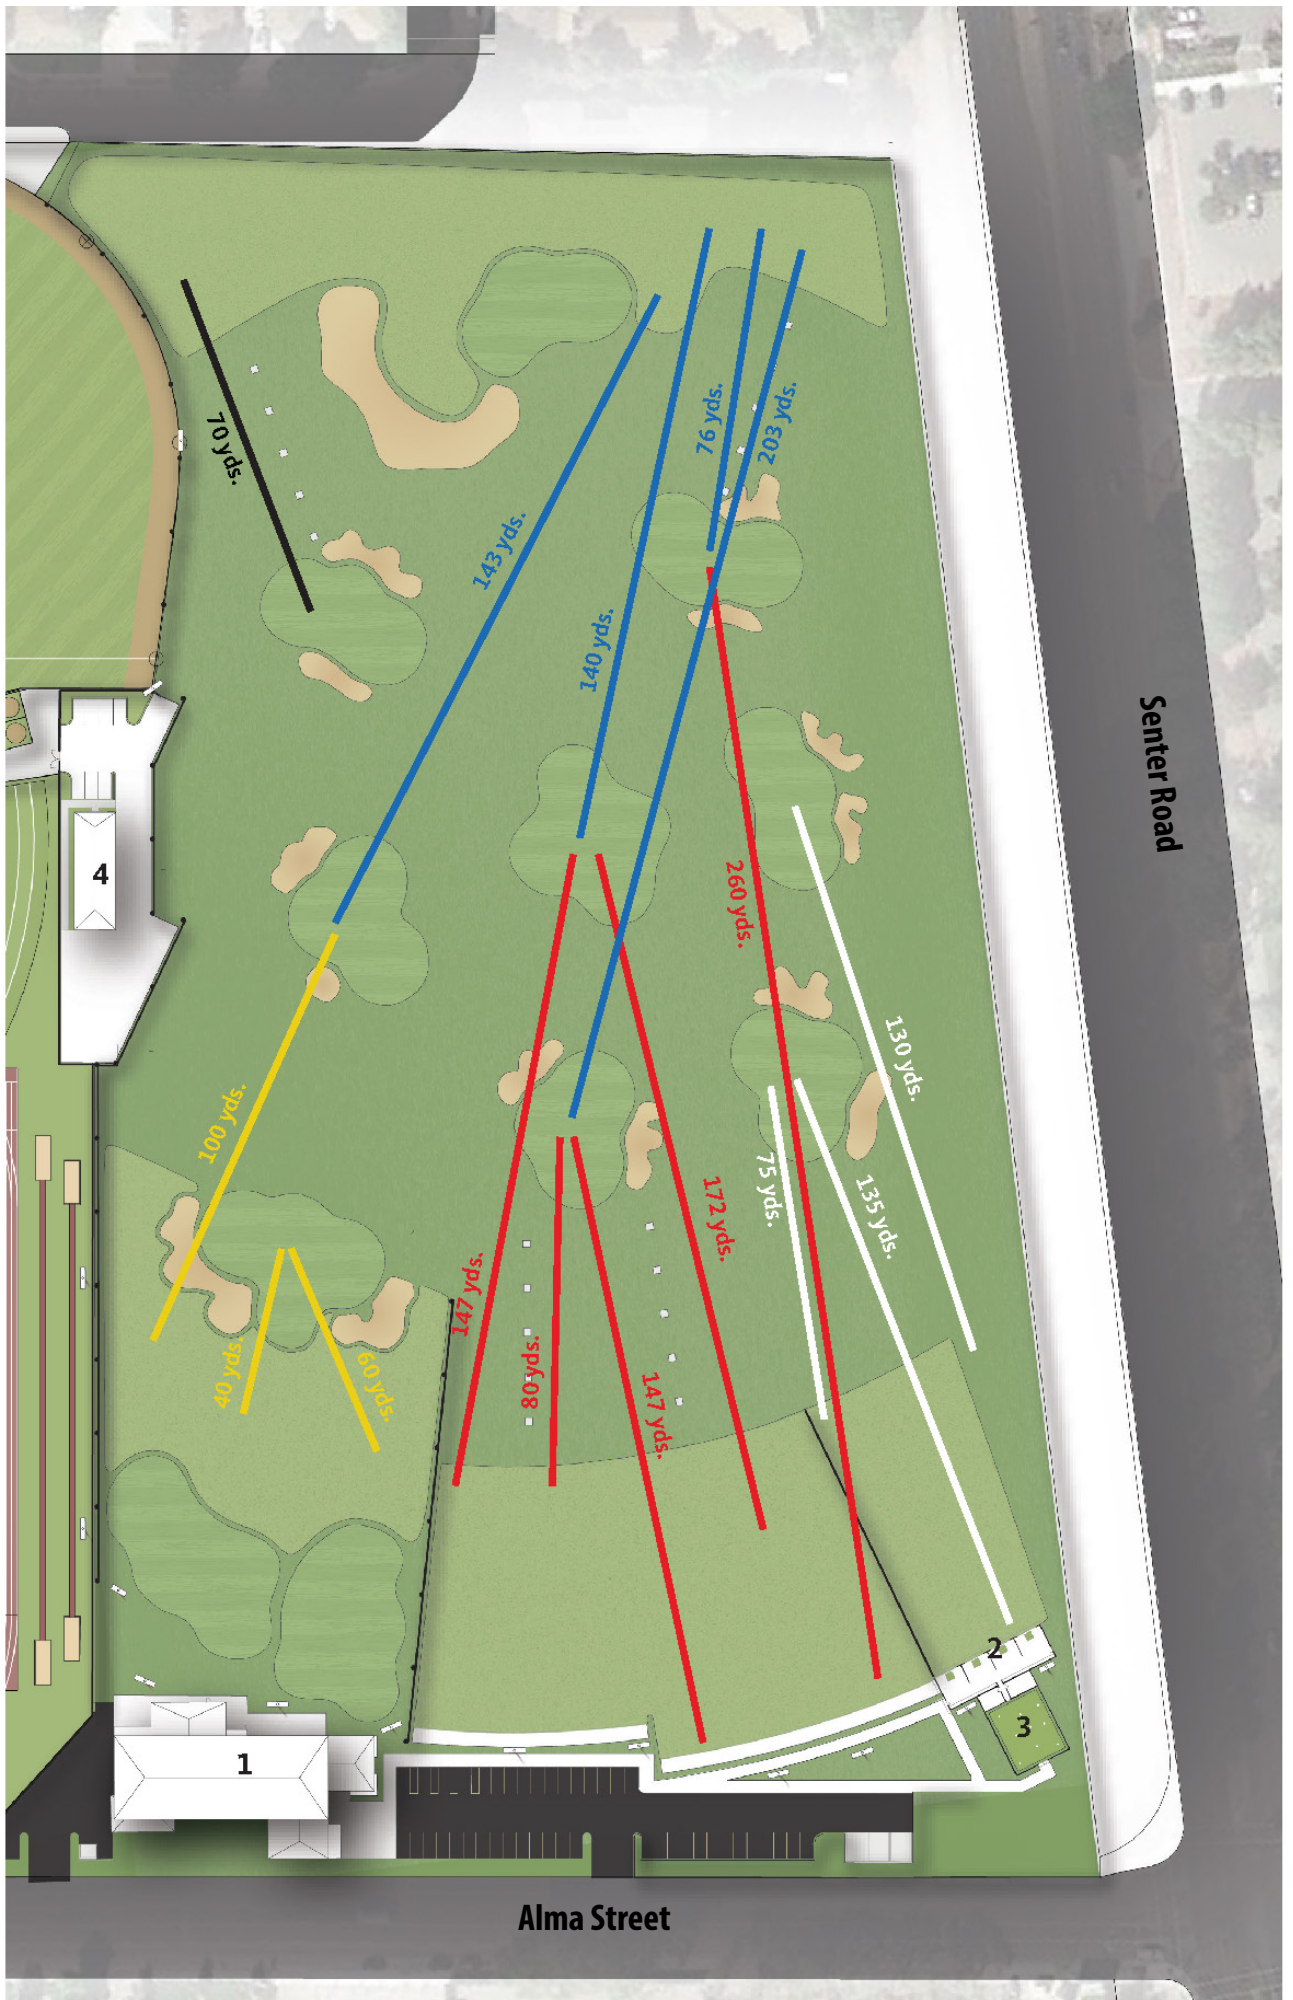 76 yds.
203 yds.
70 yds.
143 yds.
140 yds.
Senter Road
4
260 yds.
130 yds.
100 yds.
75 yds.
172 yds.
135 yds.
147 yds.
80 yds.
40 yds.
60 yds.
147 yds.
2
3
1
Alma Street